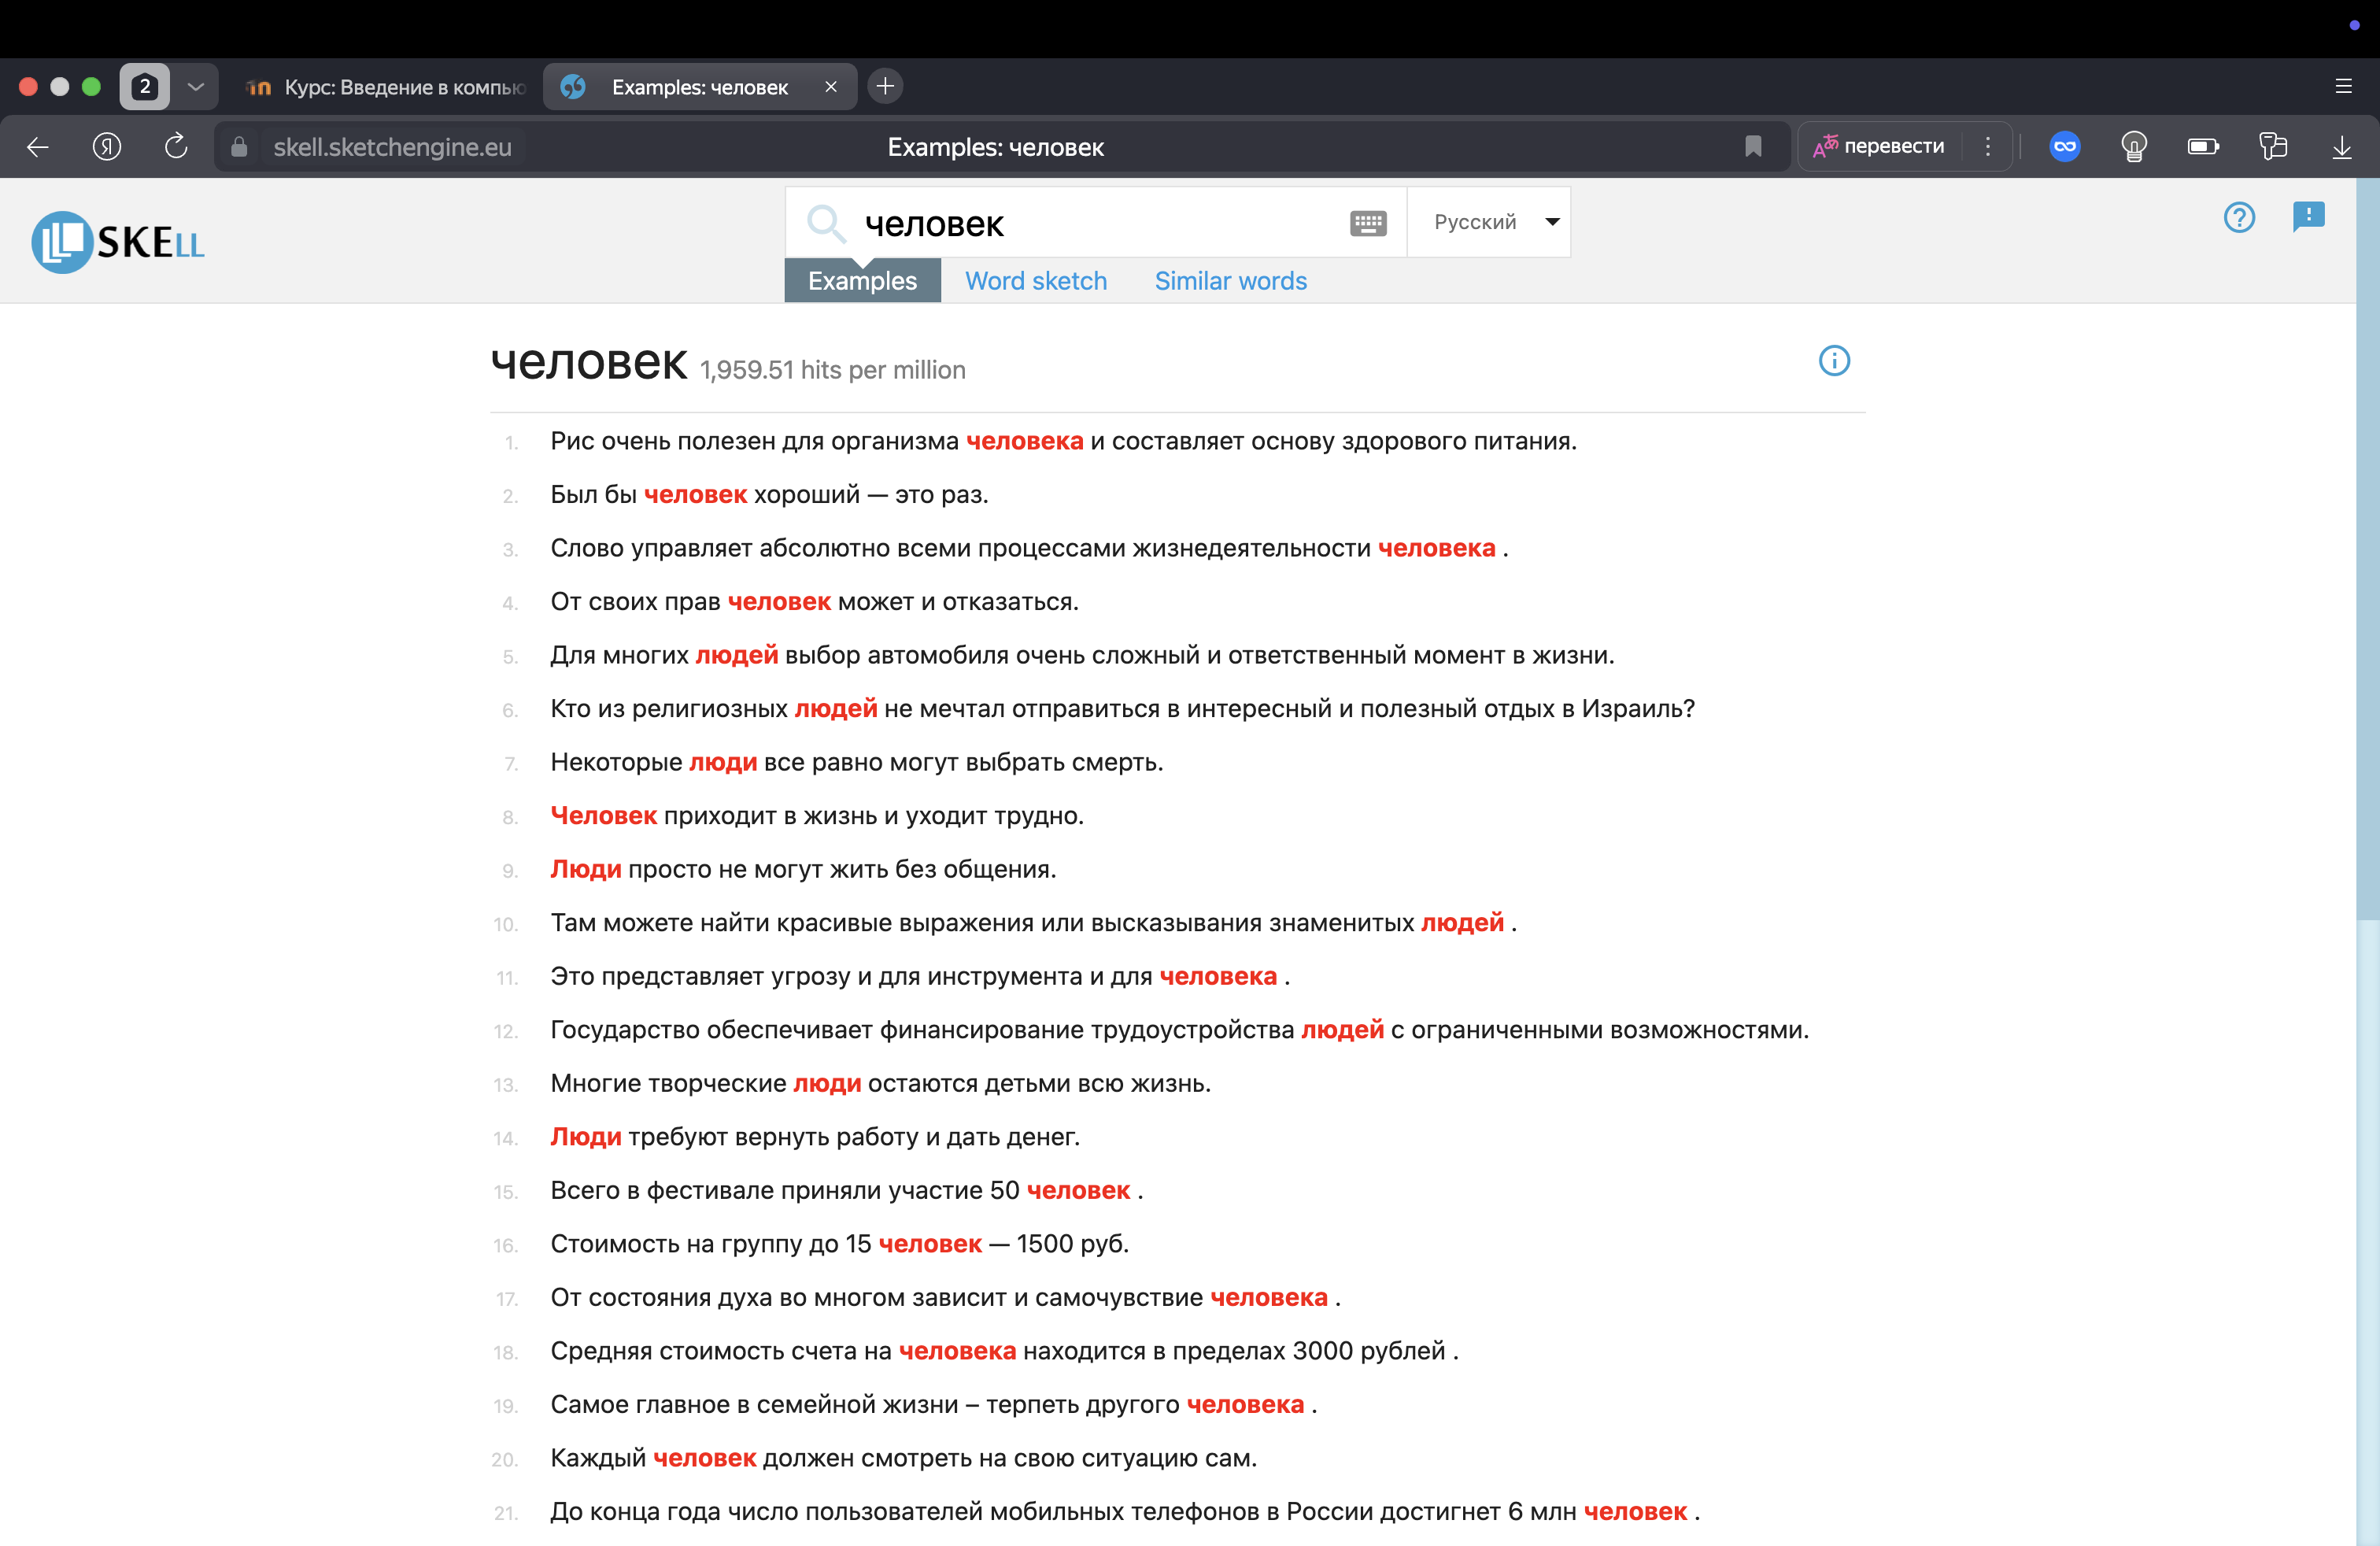 2
Курс: Введение в компью
Examples: человек
skell.sketchengine.eu
Examples: человек
перевести
SKELL
человек
Русский
Examples
Word sketch
Similar words
человек 1,959.51 hits per million
1. Рис очень полезен для организма человека и составляет основу здорового питания.
2. Был бы человек хороший — это раз.
3. Слово управляет абсолютно всеми процессами жизнедеятельности человека .
4. От своих прав человек может и отказаться.
5. Для многих людей выбор автомобиля очень сложный и ответственный момент в жизни.
6. Кто из религиозных людей не мечтал отправиться в интересный и полезный отдых в Израиль?
7. Некоторые люди все равно могут выбрать смерть.
8. Человек приходит в жизнь и уходит трудно.
9. Люди просто не могут жить без общения.
10. Там можете найти красивые выражения или высказывания знаменитых людей .
11. Это представляет угрозу и для инструмента и для человека .
12. Государство обеспечивает финансирование трудоустройства людей с ограниченными возможностями.
13. Многие творческие люди остаются детьми всю жизнь.
14. Люди требуют вернуть работу и дать денег.
15. Всего в фестивале приняли участие 50 человек .
16. Стоимость на группу до 15 человек — 1500 руб.
17. От состояния духа во многом зависит и самочувствие человека .
18. Средняя стоимость счета на человека находится в пределах 3000 рублей .
19. Самое главное в семейной жизни – терпеть другого человека .
20. Каждый человек должен смотреть на свою ситуацию сам.
21. До конца года число пользователей мобильных телефонов в России достигнет 6 млн человек .